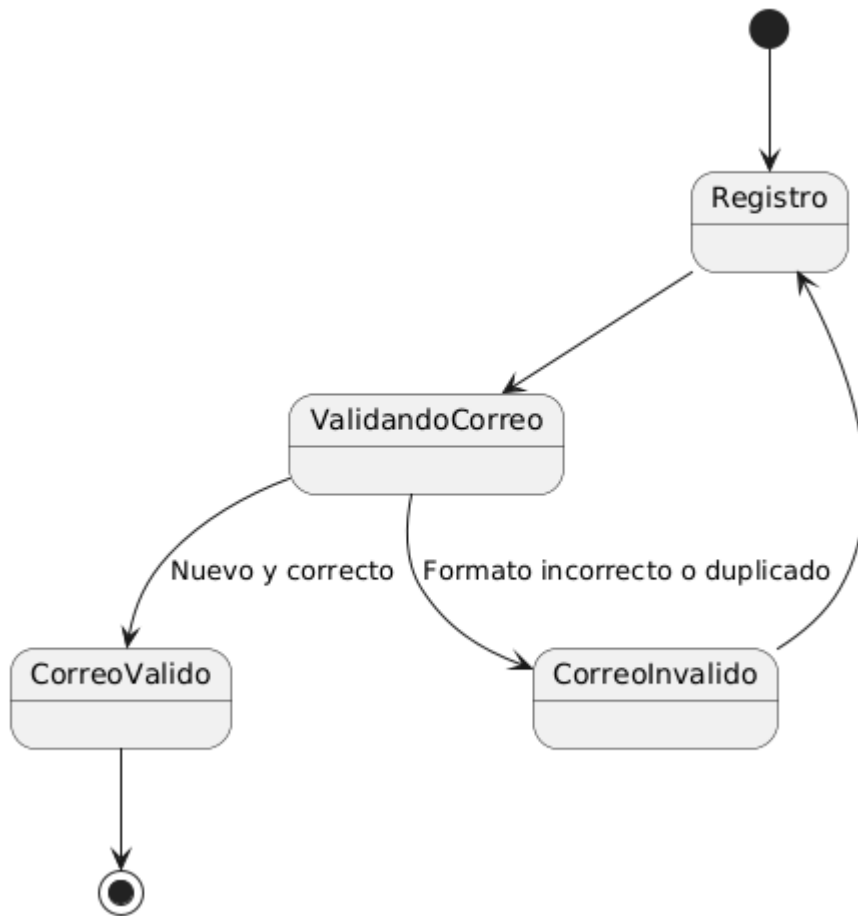 Registro
ValidandoCorreo
Nuevo y correcto
Formato incorrecto o duplicado
CorreoValido
CorreoInvalido